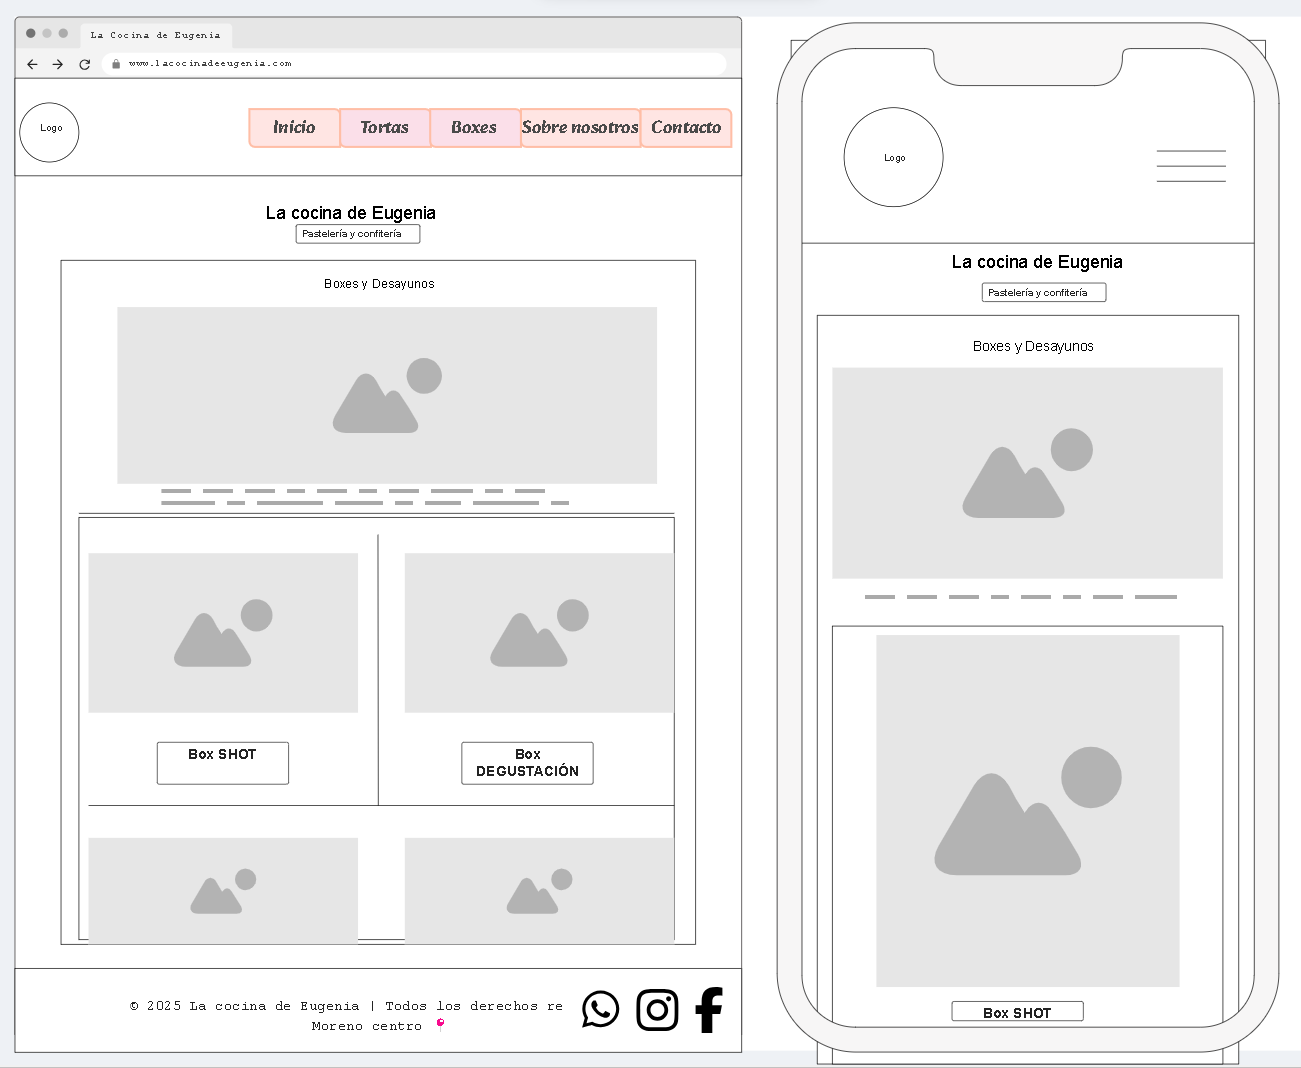 La Cocina de Eugenia
www.lacocinadeeugenia.com
Logo
Inicio
Tortas
Boxes
Sobre nosotros
Contacto
La cocina de Eugenia
Pastelería y confitería
Boxes y Desayunos
Box SHOT
Box
DEGUSTACIÓN
© 2025 La cocina de Eugenia | Todos los derechos re
Moreno centro
Logo
La cocina de Eugenia
Pastelería y confitería
Boxes y Desayunos
Box SHOT